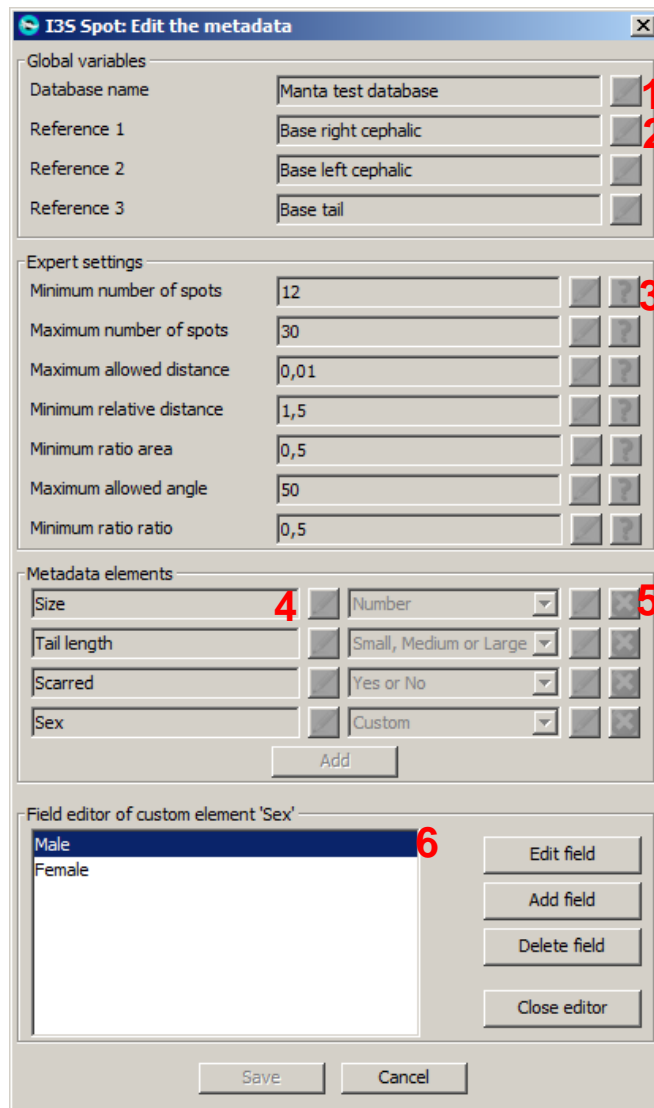 I3S Spot: Edit the metadata
Global variables
Database name Manta test database 1
Reference 1 Base right cephalic 2
Reference 2 Base left cephalic
Reference 3 Base tail
Expert settings
Minimum number of spots 12 ? 3
Maximum number of spots 30 ?
Maximum allowed distance 0,01 ?
Minimum relative distance 1,5 ?
Minimum ratio area 0,5 ?
Maximum allowed angle 50 ?
Minimum ratio ratio 0,5 ?
Metadada elements
Size 4 Number 5
Tail length Small, Medium or Large
Scarred Yes or No
Sex Custom
Add
Field editor of custom element 'Sex'
Male 6 Edit field
Female
Add field
Delete field
Close editor
Save Cancel